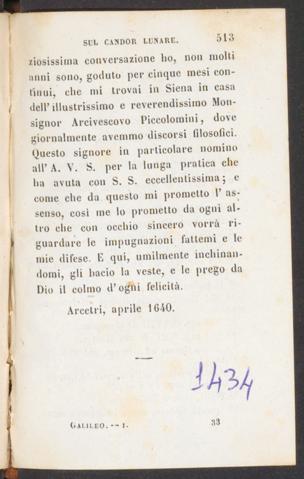 SUL CANDOR LUNARE. 513
ziosissima conversazione ho, non molti
anni sono, goduto per cinque mesi con-
tinui, che mi trovai in Siena in casa
dell'illustrissimo e reverendissimo Mon-
signor Arcivescovo Piccolomini, dove
giornalmente avemmo discorsi filosofici.
Questo signore in particolare nomino
all'A. V. S. per la lunga pratica che
ha avuta con S. S. eccellentissima; e
come che da questo mi prometto l'as-
senso, così me lo prometto da ogni al-
tro che con occhio sincero vorrà ri-
guardare le impugnazioni fattemi e le
mie difese. E qui, umilmente inchinan-
domi, gli bacio la veste, e le prego da
Dio il colmo d'ogni felicità.
Arcetri, aprile 1640.
1434
GALILEO. -- I. 33